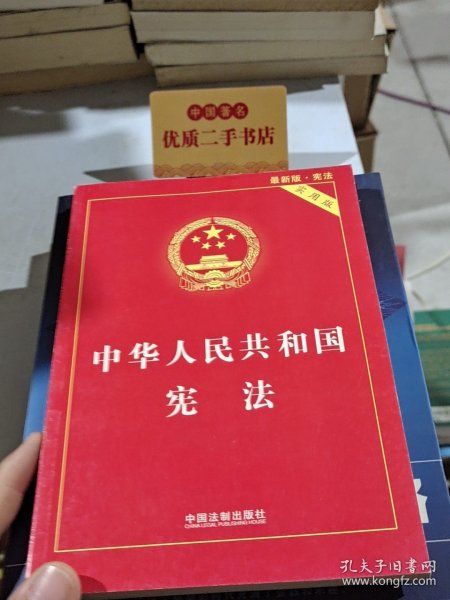 中国著名
优质二手书店
最新版·宪法
实用版
中华人民共和国
宪法
中国法制出版社
CHINA LEGAL PUBLISHING HOUSE
孔夫子旧书网
www.kongfz.com